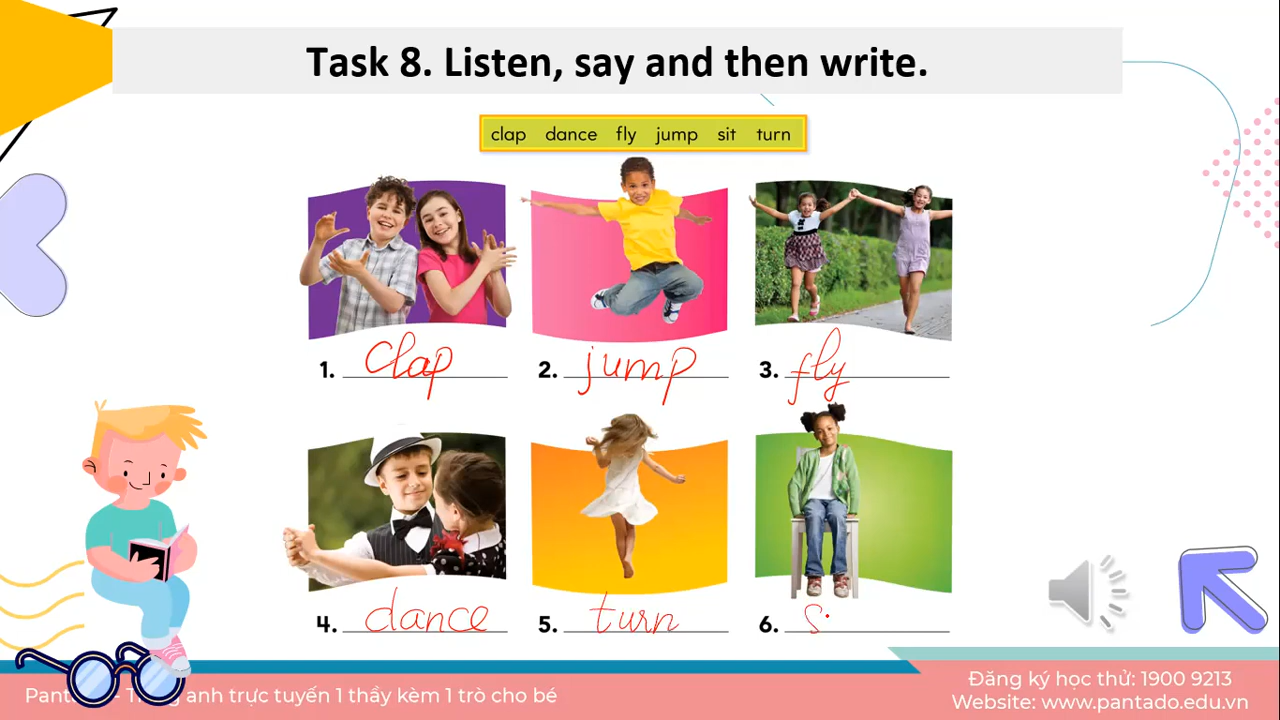 Task 8. Listen, say and then write.
clap dance fly jump sit turn
1. clap 2. jump 3. fly
4. dance 5. turn 6. s
Đăng ký học thử: 1900 9213
anh trực tuyến 1 thầy kèm 1 trò cho bé
Website: www.pantado.edu.vn